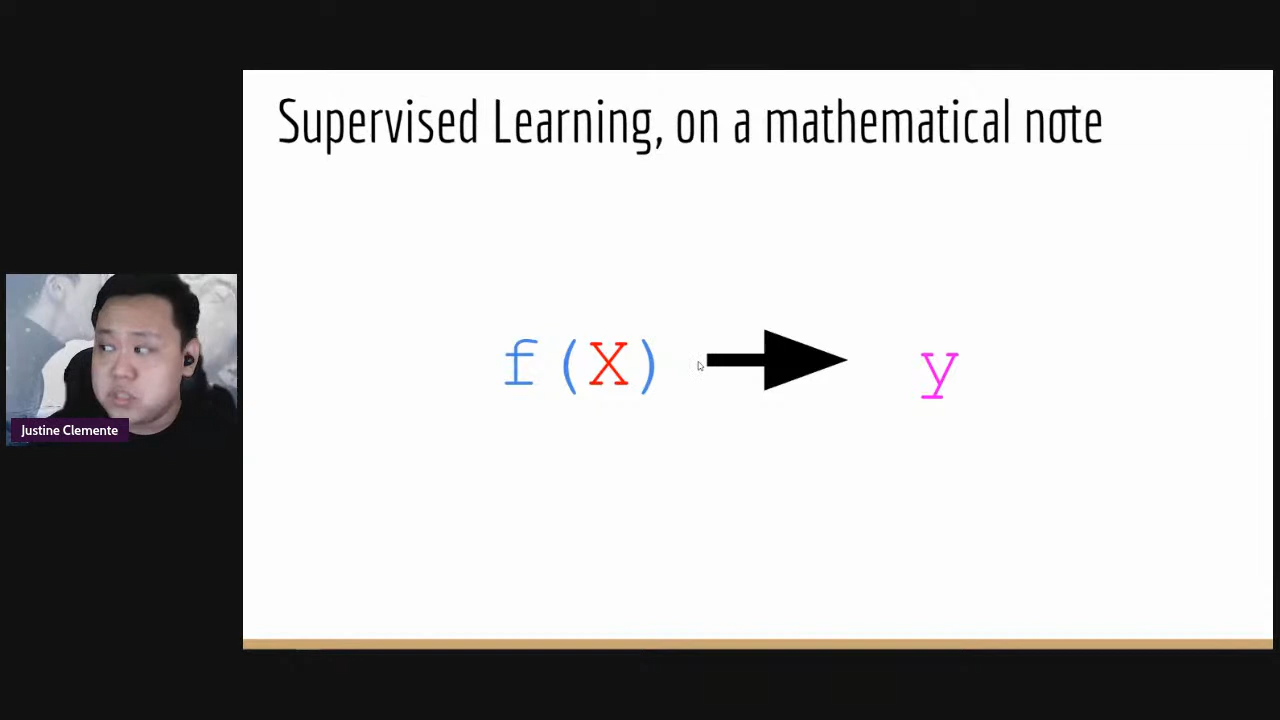 Supervised Learning, on a mathematical note
f(X) → y
Justine Clemente